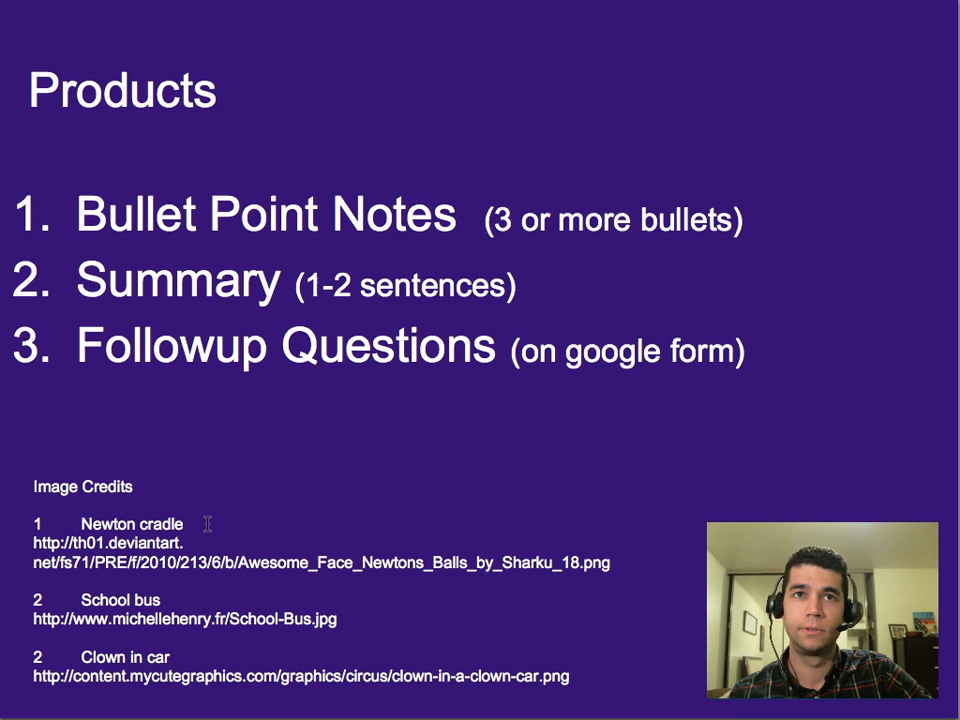 Products
1. Bullet Point Notes (3 or more bullets)
2. Summary (1-2 sentences)
3. Followup Questions (on google form)
Image Credits
1 Newton cradle
http://th01.deviantart.
net/fs71/PRE/f/2010/213/6/b/Awesome_Face_Newtons_Balls_by_Sharku_18.png
2 School bus
http://www.michellehenry.fr/School-Bus.jpg
2 Clown in car
http://content.mycutegraphics.com/graphics/circus/clown-in-a-clown-car.png